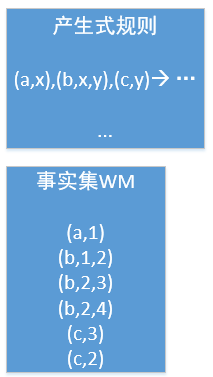 产生式规则
(a,x),(b,x,y),(c,y)→ ⋯
...
事实集WM
(a,1)
(b,1,2)
(b,2,3)
(b,2,4)
(c,3)
(c,2)